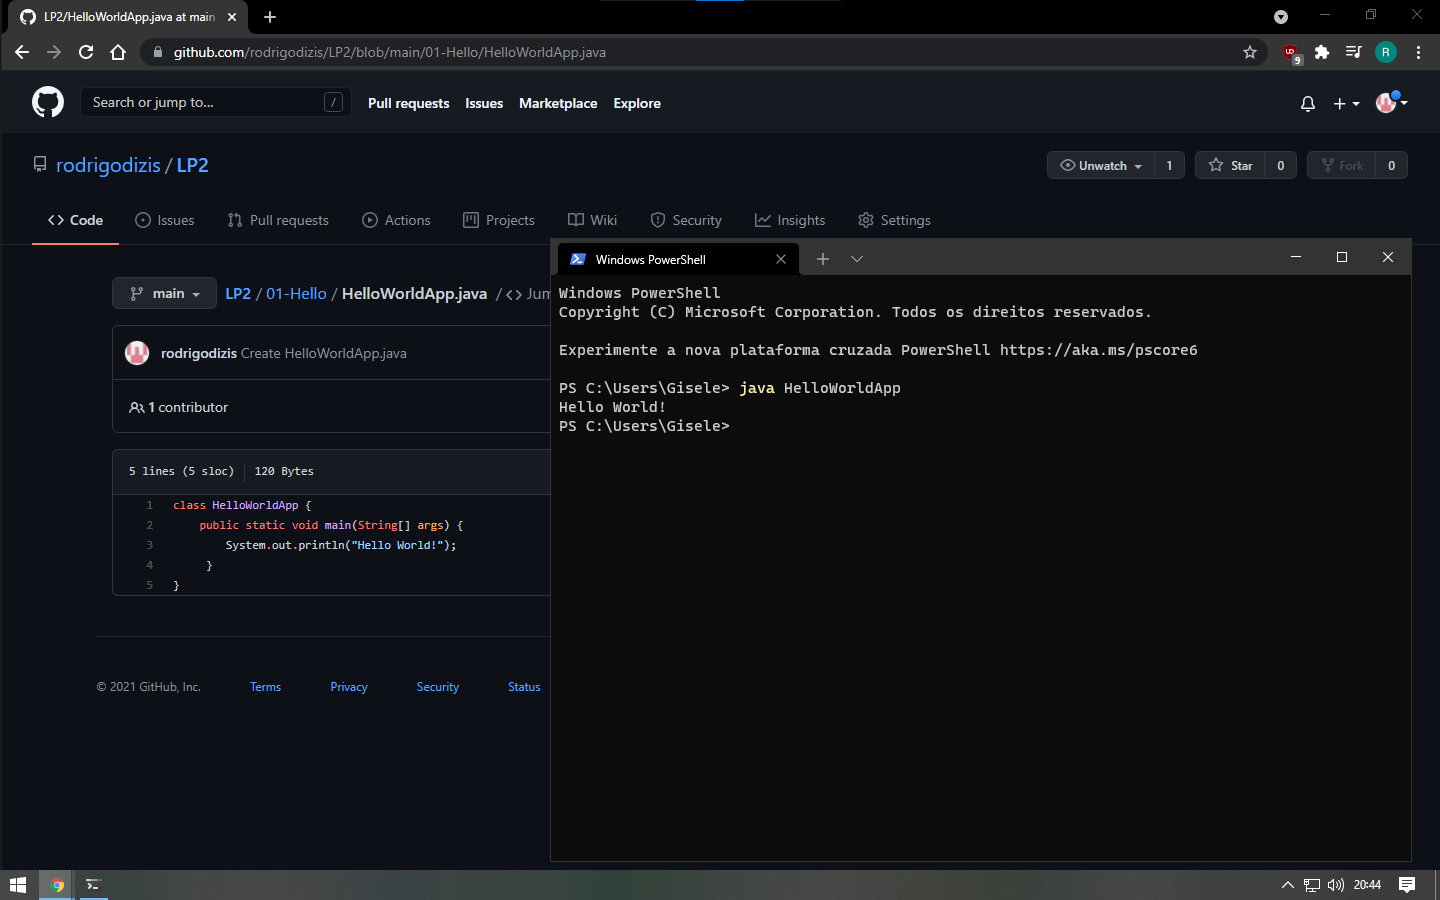 LP2/HelloWorldApp.java at main
github.com/rodrigodizis/LP2/blob/main/01-Hello/HelloWorldApp.java
9
R
Search or jump to...
/
Pull requests
Issues
Marketplace
Explore
rodrigodizis / LP2
Unwatch
1
Star
0
Fork
0
Code
Issues
Pull requests
Actions
Projects
Wiki
Security
Insights
Settings
main
LP2 / 01-Hello / HelloWorldApp.java / <> Jum
rodrigodizis Create HelloWorldApp.java
1 contributor
5 lines (5 sloc)
120 Bytes
1 class HelloWorldApp {
2 public static void main(String[] args) {
3 System.out.println("Hello World!");
4 }
5 }
© 2021 GitHub, Inc.
Terms
Privacy
Security
Status
Windows PowerShell
Windows PowerShell
Copyright (C) Microsoft Corporation. Todos os direitos reservados.
Experimente a nova plataforma cruzada PowerShell https://aka.ms/pscore6
PS C:\Users\Gisele> java HelloWorldApp
Hello World!
PS C:\Users\Gisele>
20:44